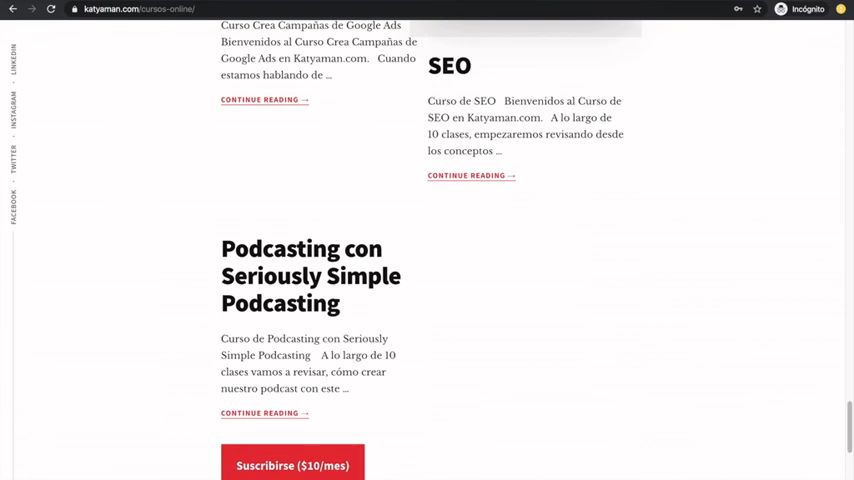 katyaman.com/cursos-online/
Incógnito
LINKEDIN
INSTAGRAM
TWITTER
FACEBOOK
Curso Crea Campañas de Google Ads
Bienvenidos al Curso Crea Campañas de
Google Ads en Katyaman.com. Cuando
estamos hablando de ...
CONTINUE READING →
SEO
Curso de SEO Bienvenidos al Curso de
SEO en Katyaman.com. A lo largo de
10 clases, empezaremos revisando desde
los conceptos ...
CONTINUE READING →
Podcasting con
Seriously Simple
Podcasting
Curso de Podcasting con Seriously
Simple Podcasting A lo largo de 10
clases vamos a revisar, cómo crear
nuestro podcast con este ...
CONTINUE READING →
Suscribirse ($10/mes)